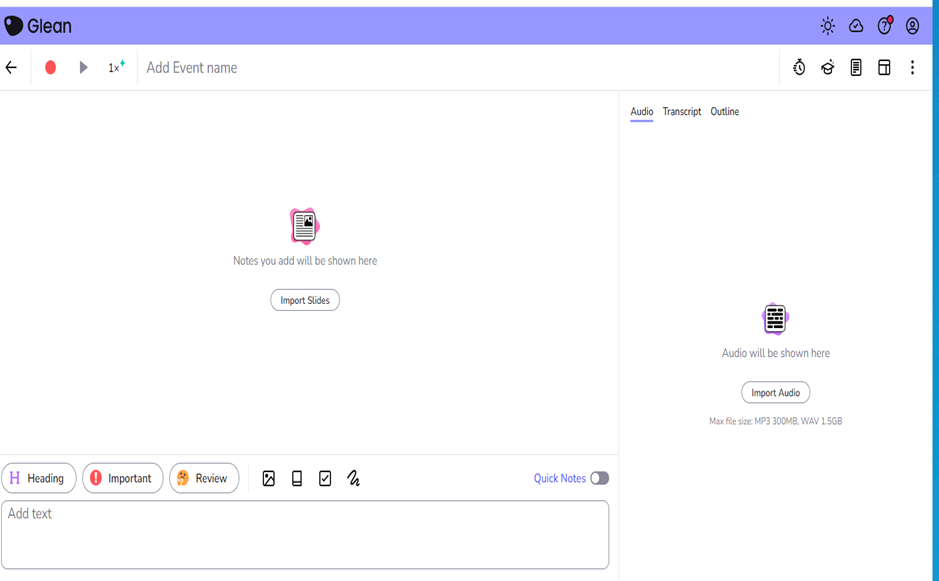 Glean
1x
Add Event name
Audio Transcript Outline
Notes you add will be shown here
Import Slides
Audio will be shown here
Import Audio
Max file size: MP3 300MB, WAV 1.5GB
H Heading Important Review Quick Notes
Add text